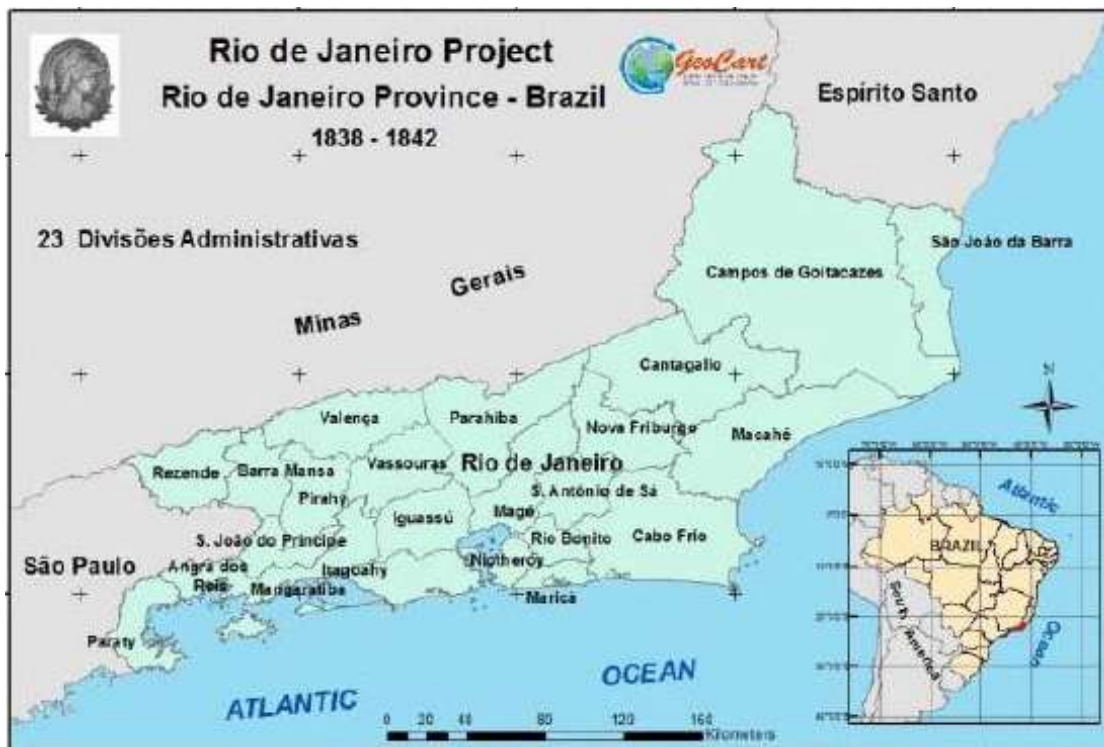 Rio de Janeiro Project
Rio de Janeiro Province - Brazil
1838 - 1842
GeoCart
Espírito Santo
23 Divisões Administrativas
São João da Barra
Campos de Goitacazes
Minas Gerais
Cantagallo
N
Valença
Parahiba
Nova Friburgo
Macahé
Rezende
Barra Mansa
Vassouras
Rio de Janeiro
Pirahy
S. António de Sá
Magé
Iguassú
Rio Bonito
Cabo Frio
S. João do Príncipe
Nictheroy
São Paulo
Angra dos
Reis
Itagoahy
Mangaratiba
Maricá
Paraty
ATLANTIC
OCEAN
0 20 40 80 120 160
Kilometers
Atlantic
BRAZIL
South America
Ocean